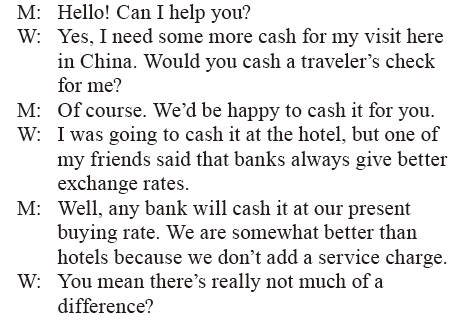 M: Hello! Can I help you?
W: Yes, I need some more cash for my visit here
in China. Would you cash a traveler’s check
for me?
M: Of course. We’d be happy to cash it for you.
W: I was going to cash it at the hotel, but one of
my friends said that banks always give better
exchange rates.
M: Well, any bank will cash it at our present
buying rate. We are somewhat better than
hotels because we don’t add a service charge.
W: You mean there’s really not much of a
difference?